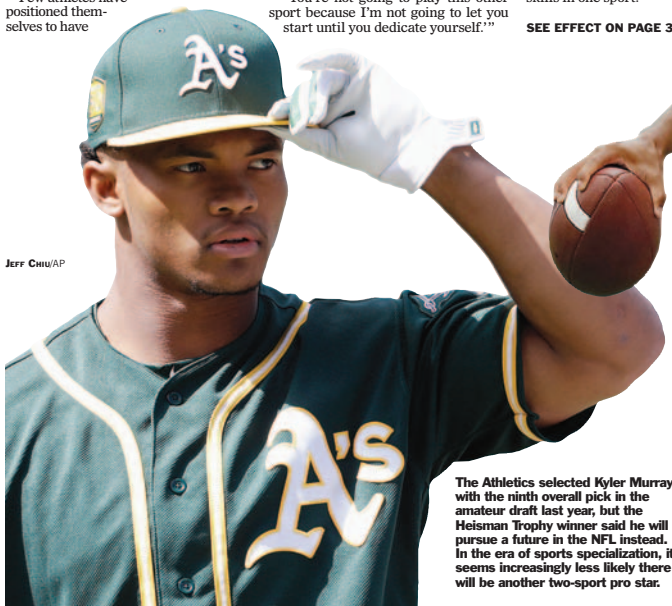 Few athletes have
positioned them-
selves to have
"You're not going to play this other
sport because I'm not going to let you
start until you dedicate yourself.'"
skills in one sport.
SEE EFFECT ON PAGE 3
A's
JEFF CHIU/AP
A's
The Athletics selected Kyler Murray
with the ninth overall pick in the
amateur draft last year, but the
Heisman Trophy winner said he will
pursue a future in the NFL instead.
In the era of sports specialization, it
seems increasingly less likely there
will be another two-sport pro star.